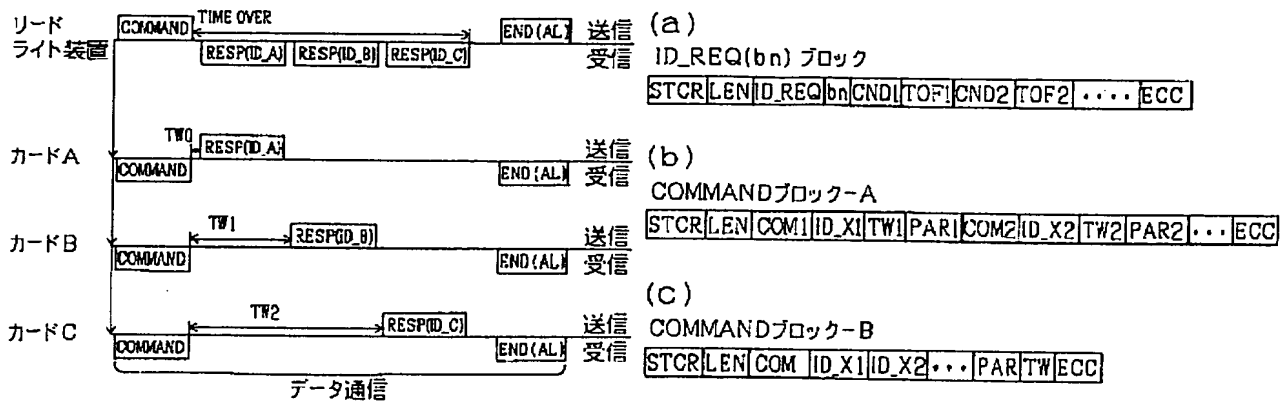 リード
ライト装置
COMMAND
TIME OVER
END(AL)
送信
RESP(ID_A)
RESP(ID_B)
RESP(ID_C)
受信
カードA
TW0
RESP(ID_A)
送信
COMMAND
END(AL)
受信
カードB
TW1
RESP(ID_B)
送信
COMMAND
END(AL)
受信
カードC
TW2
RESP(ID_C)
送信
COMMAND
END(AL)
受信
データ通信
(a)
ID_REQ(bn) ブロック
STCR LEN ID_REQ bn CND1 TOF1 CND2 TOF2 ・・・・ ECC
(b)
COMMANDブロック-A
STCR LEN COM1 ID_X1 TW1 PAR1 COM2 ID_X2 TW2 PAR2 ・・・ ECC
(c)
COMMANDブロック-B
STCR LEN COM ID_X1 ID_X2 ・・・ PAR TW ECC